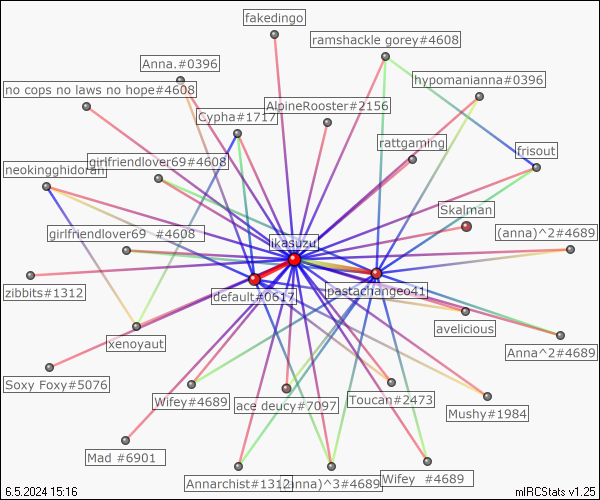 fakedingo
ramshackle gorey#4608
Anna.#0396
hypomanianna#0396
no cops no laws no hope#4608
AlpineRooster#2156
Cypha#1717
rattgaming
frisout
girlfriendlover69#4608
neokingghidoran
Skalman
(anna)^2#4689
girlfriendlover69 #4608
ikasuzu
zibbits#1312
default#0617
pastachangeo41
avelicious
xenoyaut
Anna^2#4689
Soxy Foxy#5076
Wifey#4689
ace deucy#7097
Toucan#2473
Mushy#1984
Mad #6901
Annarchist#1312
anna)^3#4689
Wifey #4689
6.5.2024 15:16
mIRCStats v1.25